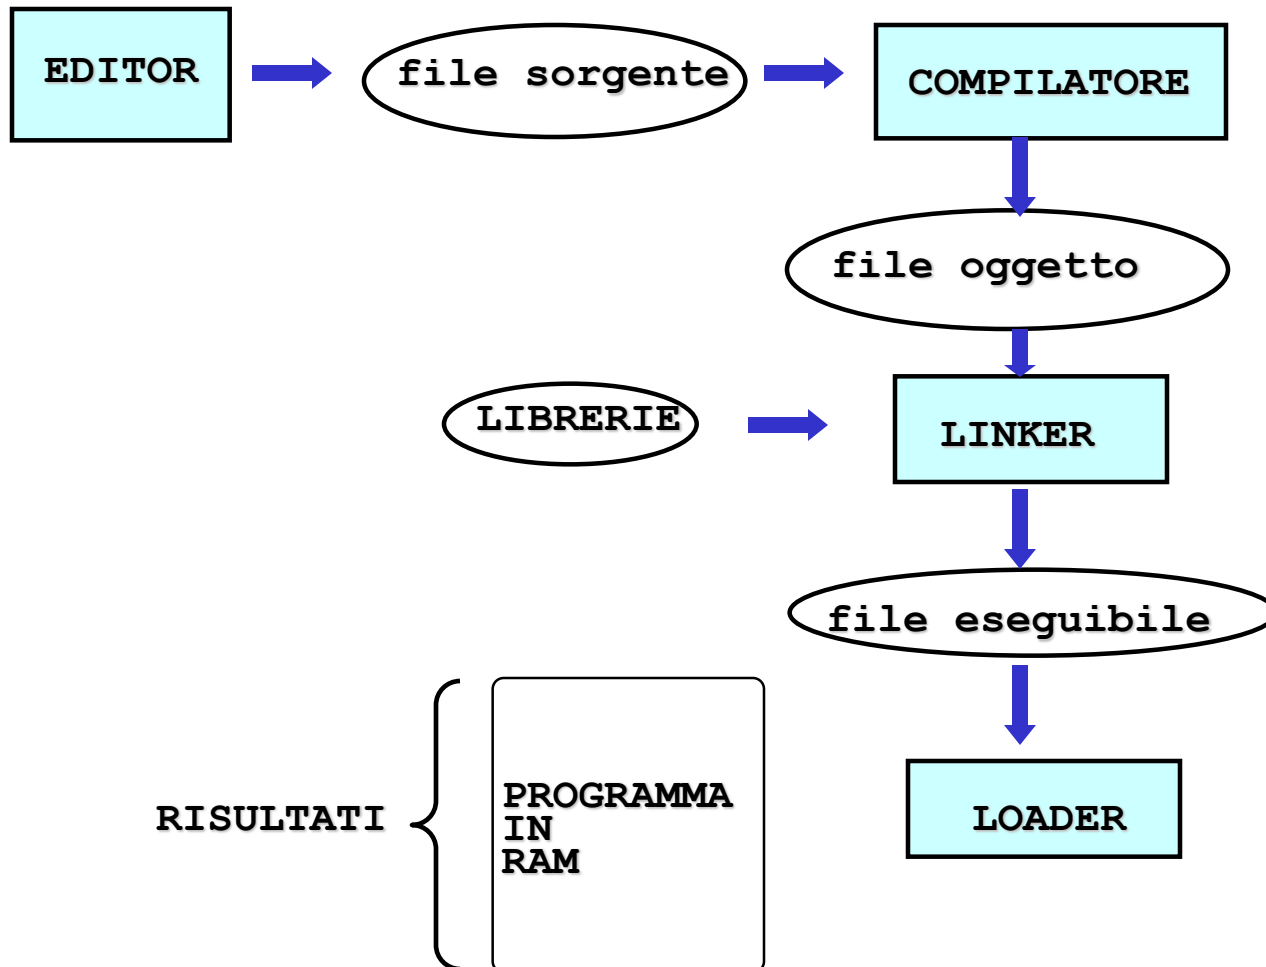 EDITOR
file sorgente
COMPILATORE
file oggetto
LIBRERIE
LINKER
file eseguibile
RISULTATI
PROGRAMMA
IN
RAM
LOADER